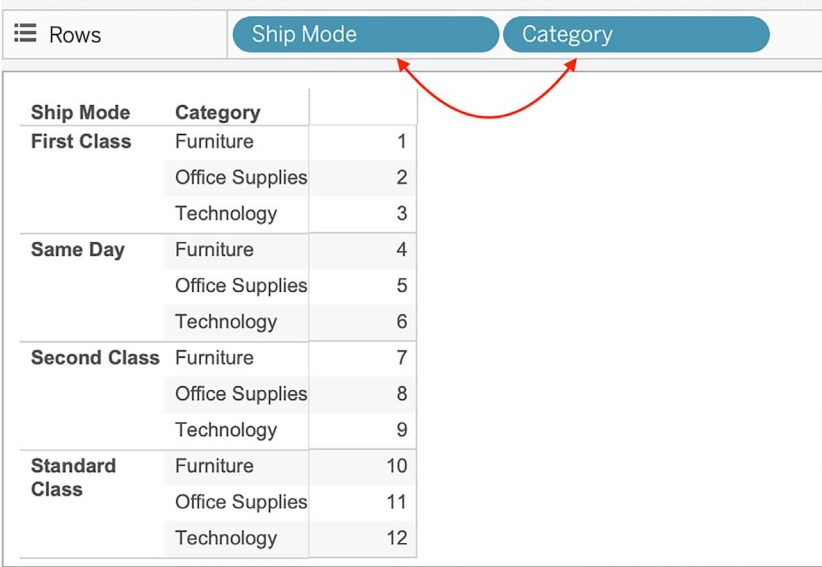 Rows Ship Mode Category
Ship Mode Category
First Class Furniture 1
Office Supplies 2
Technology 3
Same Day Furniture 4
Office Supplies 5
Technology 6
Second Class Furniture 7
Office Supplies 8
Technology 9
Standard Class Furniture 10
Office Supplies 11
Technology 12